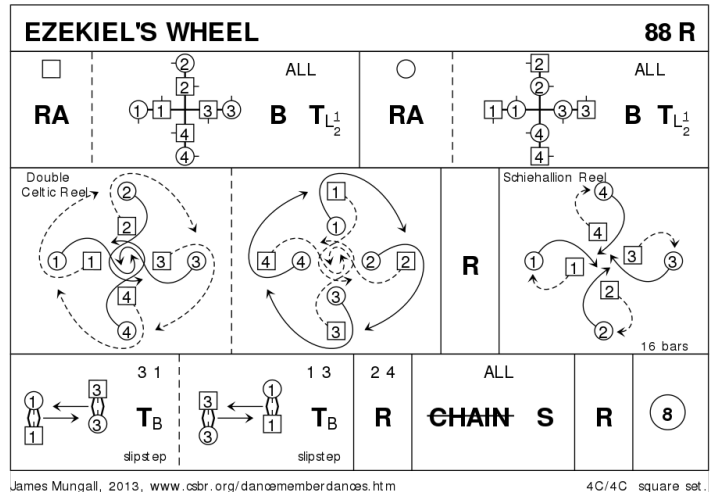 EZEKIEL'S WHEEL 88 R
ALL ALL
RA B TL½ RA B TL½
2
2
1 1 3 3
4
4
2
2
1 1 3 3
4
4
Double
Celtic Reel
2
2
1 1 3 3
4
4
1
1
4 4 2 2
3
3
R
Schiehallion Reel
4
4
1 1 3 3
2
2
16 bars
3 1 1 3 2 4 ALL
1 3
1 3
TB
slipstep
3 1
3 1
TB
slipstep
R CHAIN S R 8
James Mungall, 2013, www.csbr.org/dancememberdances.htm 4C/4C square set.